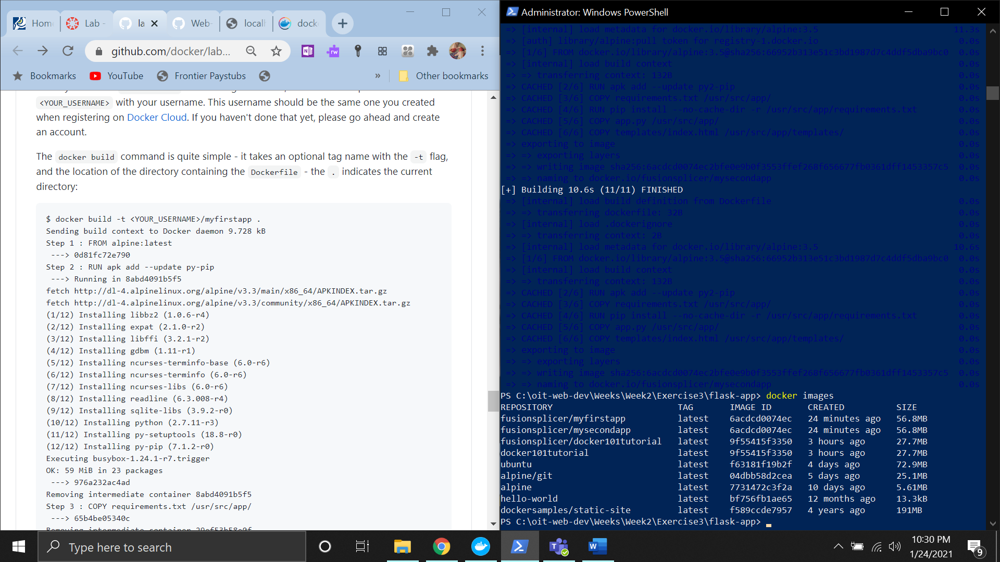 Hom
Lab -
la
Web-
locall
dock
Administrator: Windows PowerShell
github.com/docker/lab...
Bookmarks
YouTube
Frontier Paystubs
»
Other bookmarks
<YOUR_USERNAME> with your username. This username should be the same one you created
when registering on Docker Cloud. If you haven't done that yet, please go ahead and create
an account.
The docker build command is quite simple - it takes an optional tag name with the -t flag,
and the location of the directory containing the Dockerfile - the . indicates the current
directory:
$ docker build -t <YOUR_USERNAME>/myfirstapp .
Sending build context to Docker daemon 9.728 kB
Step 1 : FROM alpine:latest
---> 0d81fc72e790
Step 2 : RUN apk add --update py-pip
---> Running in 8abd4091b5f5
fetch http://dl-4.alpinelinux.org/alpine/v3.3/main/x86_64/APKINDEX.tar.gz
fetch http://dl-4.alpinelinux.org/alpine/v3.3/community/x86_64/APKINDEX.tar.gz
(1/12) Installing libbz2 (1.0.6-r4)
(2/12) Installing expat (2.1.0-r2)
(3/12) Installing libffi (3.2.1-r2)
(4/12) Installing gdbm (1.11-r1)
(5/12) Installing ncurses-terminfo-base (6.0-r6)
(6/12) Installing ncurses-terminfo (6.0-r6)
(7/12) Installing ncurses-libs (6.0-r6)
(8/12) Installing readline (6.3.008-r4)
(9/12) Installing sqlite-libs (3.9.2-r0)
(10/12) Installing python (2.7.11-r3)
(11/12) Installing py-setuptools (18.8-r0)
(12/12) Installing py-pip (7.1.2-r0)
Executing busybox-1.24.1-r7.trigger
OK: 59 MiB in 23 packages
---> 976a232ac4ad
Removing intermediate container 8abd4091b5f5
Step 3 : COPY requirements.txt /usr/src/app/
---> 65b4be05340c
Removing intermediate container 29ef53b58e0f
=> [internal] load metadata for docker.io/library/alpine:3.5 11.3s
=> [auth] library/alpine:pull token for registry-1.docker.io 0.0s
=> [1/6] FROM docker.io/library/alpine:3.5@sha256:66952b313e51c3bd1987d7c4ddf5dba9bc0 0.0s
=> [internal] load build context 0.0s
=> => transferring context: 132B 0.0s
=> CACHED [2/6] RUN apk add --update py2-pip 0.0s
=> CACHED [3/6] COPY requirements.txt /usr/src/app/ 0.0s
=> CACHED [4/6] RUN pip install --no-cache-dir -r /usr/src/app/requirements.txt 0.0s
=> CACHED [5/6] COPY app.py /usr/src/app/ 0.0s
=> CACHED [6/6] COPY templates/index.html /usr/src/app/templates/ 0.0s
=> exporting to image 0.0s
=> => exporting layers 0.0s
=> => writing image sha256:6acdcd0074ec2bfe0e9b0f3553ffef268f656677fb0361dff1453357c5 0.0s
=> => naming to docker.io/fusionsplicer/mysecondapp 0.0s
[+] Building 10.6s (11/11) FINISHED
=> [internal] load build definition from Dockerfile 0.0s
=> => transferring dockerfile: 32B 0.0s
=> [internal] load .dockerignore 0.0s
=> => transferring context: 2B 0.0s
=> [internal] load metadata for docker.io/library/alpine:3.5 10.6s
=> [1/6] FROM docker.io/library/alpine:3.5@sha256:66952b313e51c3bd1987d7c4ddf5dba9bc0 0.0s
=> [internal] load build context 0.0s
=> => transferring context: 132B 0.0s
=> CACHED [2/6] RUN apk add --update py2-pip 0.0s
=> CACHED [3/6] COPY requirements.txt /usr/src/app/ 0.0s
=> CACHED [4/6] RUN pip install --no-cache-dir -r /usr/src/app/requirements.txt 0.0s
=> CACHED [5/6] COPY app.py /usr/src/app/ 0.0s
=> CACHED [6/6] COPY templates/index.html /usr/src/app/templates/ 0.0s
=> exporting to image 0.0s
=> => exporting layers 0.0s
=> => writing image sha256:6acdcd0074ec2bfe0e9b0f3553ffef268f656677fb0361dff1453357c5 0.0s
=> => naming to docker.io/fusionsplicer/mysecondapp 0.0s
PS C:\oit-web-dev\Weeks\Week2\Exercise3\flask-app> docker images
REPOSITORY TAG IMAGE ID CREATED SIZE
fusionsplicer/myfirstapp latest 6acdcd0074ec 24 minutes ago 56.8MB
fusionsplicer/mysecondapp latest 6acdcd0074ec 24 minutes ago 56.8MB
fusionsplicer/docker101tutorial latest 9f55415f3350 3 hours ago 27.7MB
docker101tutorial latest 9f55415f3350 3 hours ago 27.7MB
ubuntu latest f63181f19b2f 4 days ago 72.9MB
alpine/git latest 04dbb58d2cea 5 days ago 25.1MB
alpine latest 7731472c3f2a 10 days ago 5.61MB
hello-world latest bf756fb1ae65 12 months ago 13.3kB
dockersamples/static-site latest f589ccde7957 4 years ago 191MB
PS C:\oit-web-dev\Weeks\Week2\Exercise3\flask-app>
Type here to search
10:30 PM
1/24/2021
9